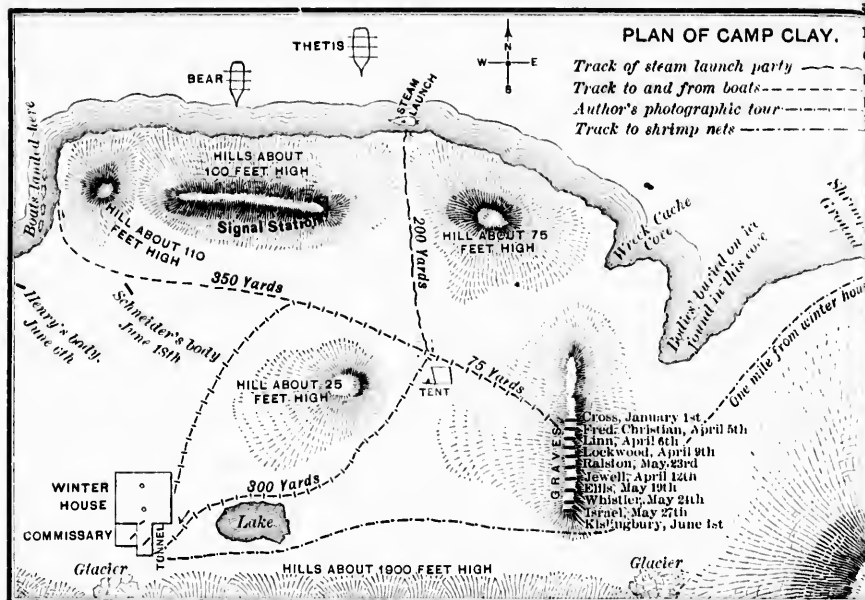 PLAN OF CAMP CLAY.
Track of steam launch party
Track to and from boats
Author's photographic tour
Track to shrimp nets
THETIS
BEAR
N
W
E
S
STEAM
LAUNCH
Boats landed here
HILLS ABOUT
100 FEET HIGH
Signal Station
HILL ABOUT 110
FEET HIGH
HILL ABOUT 75
FEET HIGH
200 Yards
Wreck Cache
Cove
Bodies' buried on ice
found in this cove
350 Yards
Henry's body.
June 6th
Schneider's body
June 18th
HILL ABOUT 25
FEET HIGH
75 Yards
TENT
One mile from winter hous
GRAVES
Cross, January 1st
Fred. Christian, April 5th
Linn, April 6th
Lockwood, April 9th
Ralston, May 23rd
Jewell, April 12th
Ellis, May 19th
Whistler, May 24th
Israel, May 27th
Kislingbury, June 1st
WINTER
HOUSE
COMMISSARY
TUNNEL
300 Yards
Lake
Glacier
HILLS ABOUT 1900 FEET HIGH
Glacier